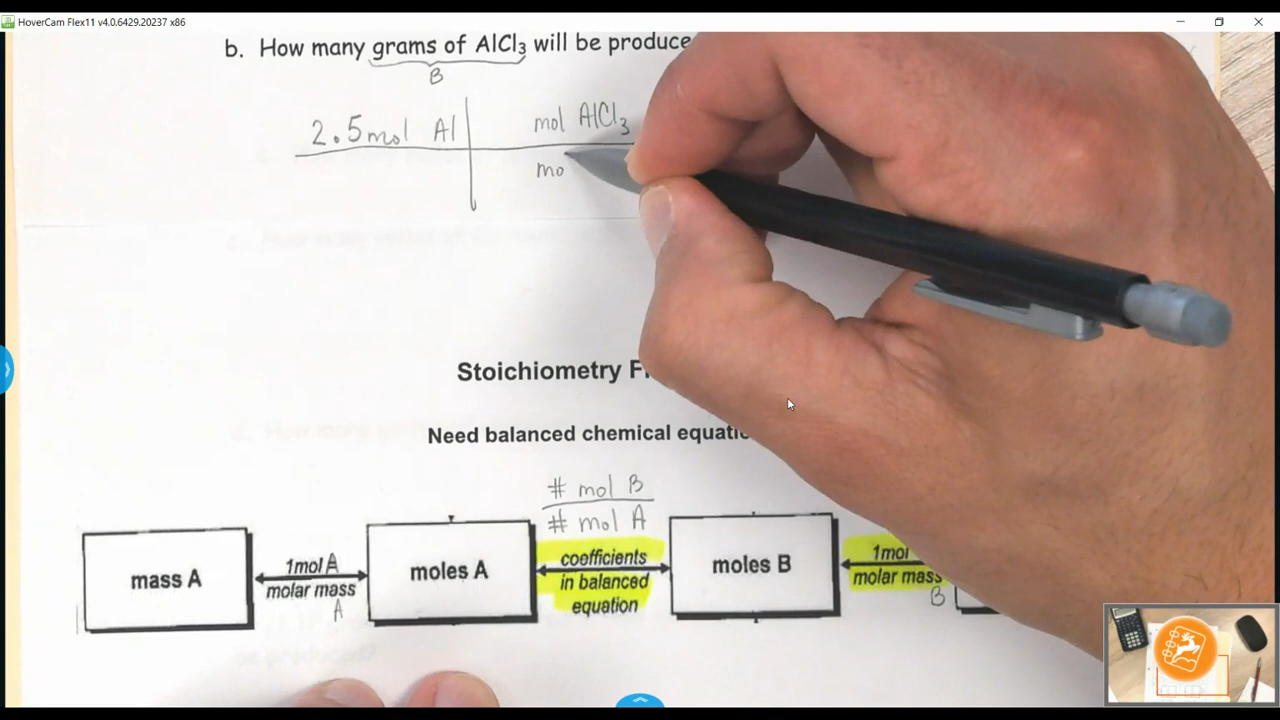 HoverCam Flex11 v4.0.6429.20237 x86
b. How many grams of AlCl₃ will be produce
B
2.5 mol Al
mol AlCl₃
mo
Stoichiometry F
Need balanced chemical equatio
# mol B
# mol A
mass A
1mol A
molar mass
A
moles A
coefficients
in balanced
equation
moles B
1mol
molar mass
B